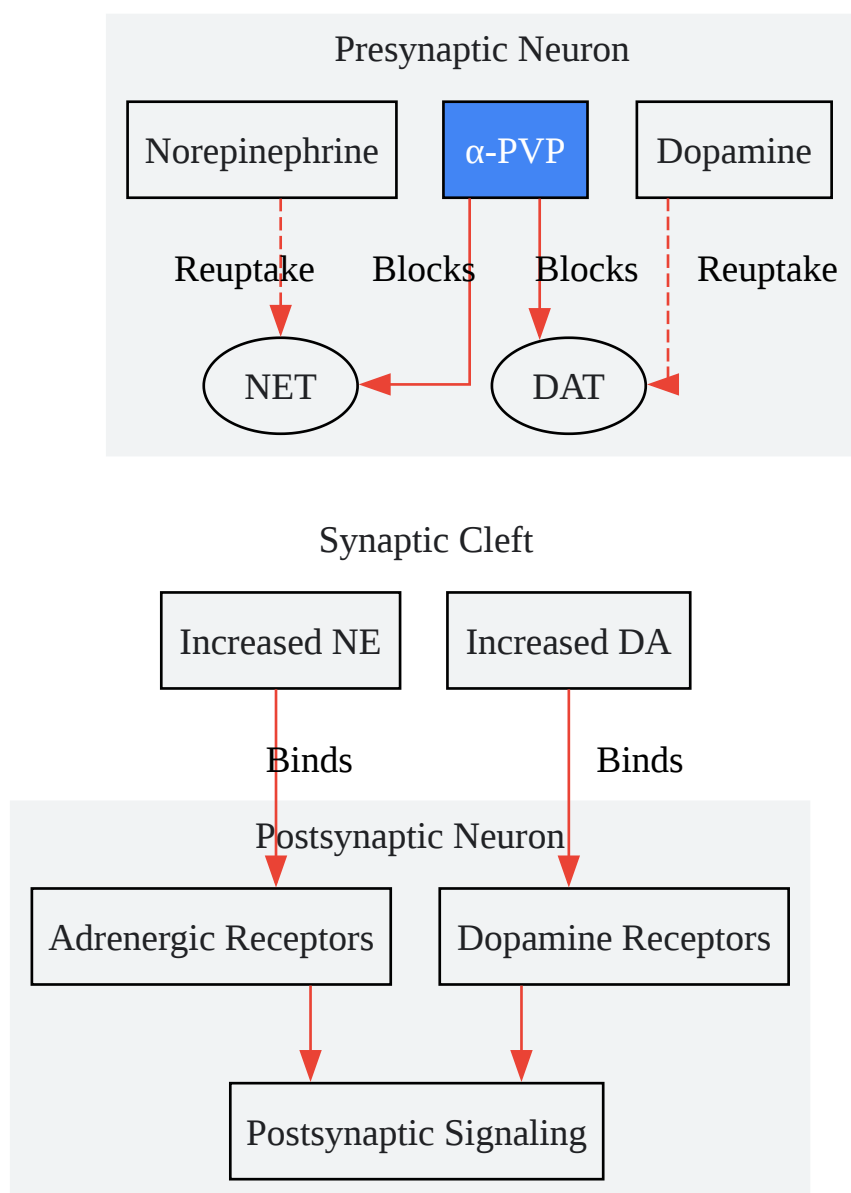 Presynaptic Neuron
Norepinephrine
α-PVP
Dopamine
Reuptake
Blocks
Blocks
Reuptake
NET
DAT
Synaptic Cleft
Increased NE
Increased DA
Binds
Binds
Postsynaptic Neuron
Adrenergic Receptors
Dopamine Receptors
Postsynaptic Signaling